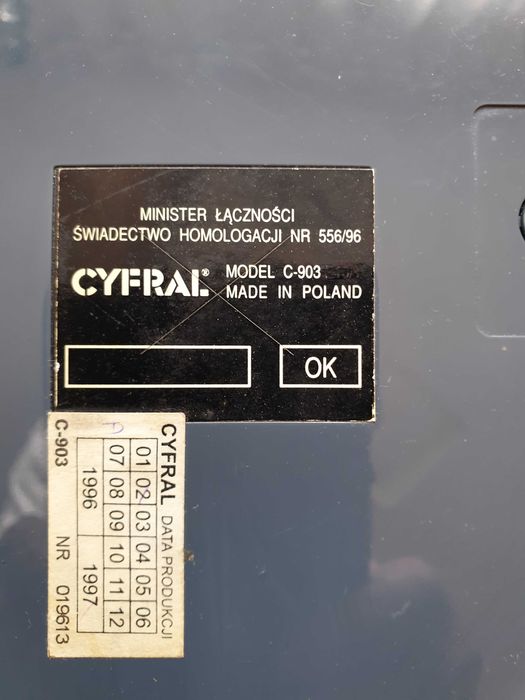 MINISTER ŁĄCZNOŚCI
ŚWIADECTWO HOMOLOGACJI NR 556/96
CYFRAL® MODEL C-903
MADE IN POLAND
OK
CYFRAL DATA PRODUKCJI
01 02 03 04 05 06
07 08 09 10 11 12
1996 1997
C-903 NR 019613